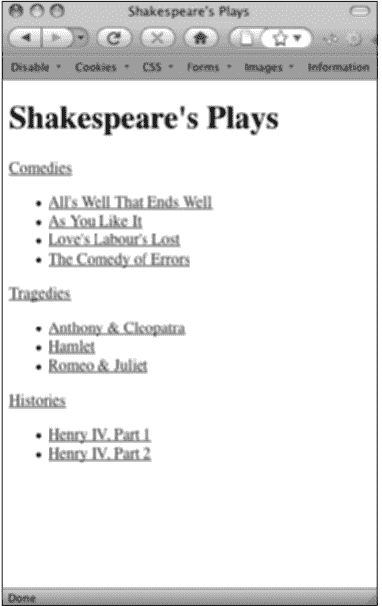 Shakespeare's Plays
Disable Cookies CSS Forms Images Information
Shakespeare's Plays
Comedies
All's Well That Ends Well
As You Like It
Love's Labour's Lost
The Comedy of Errors
Tragedies
Anthony & Cleopatra
Hamlet
Romeo & Juliet
Histories
Henry IV, Part 1
Henry IV, Part 2
Done